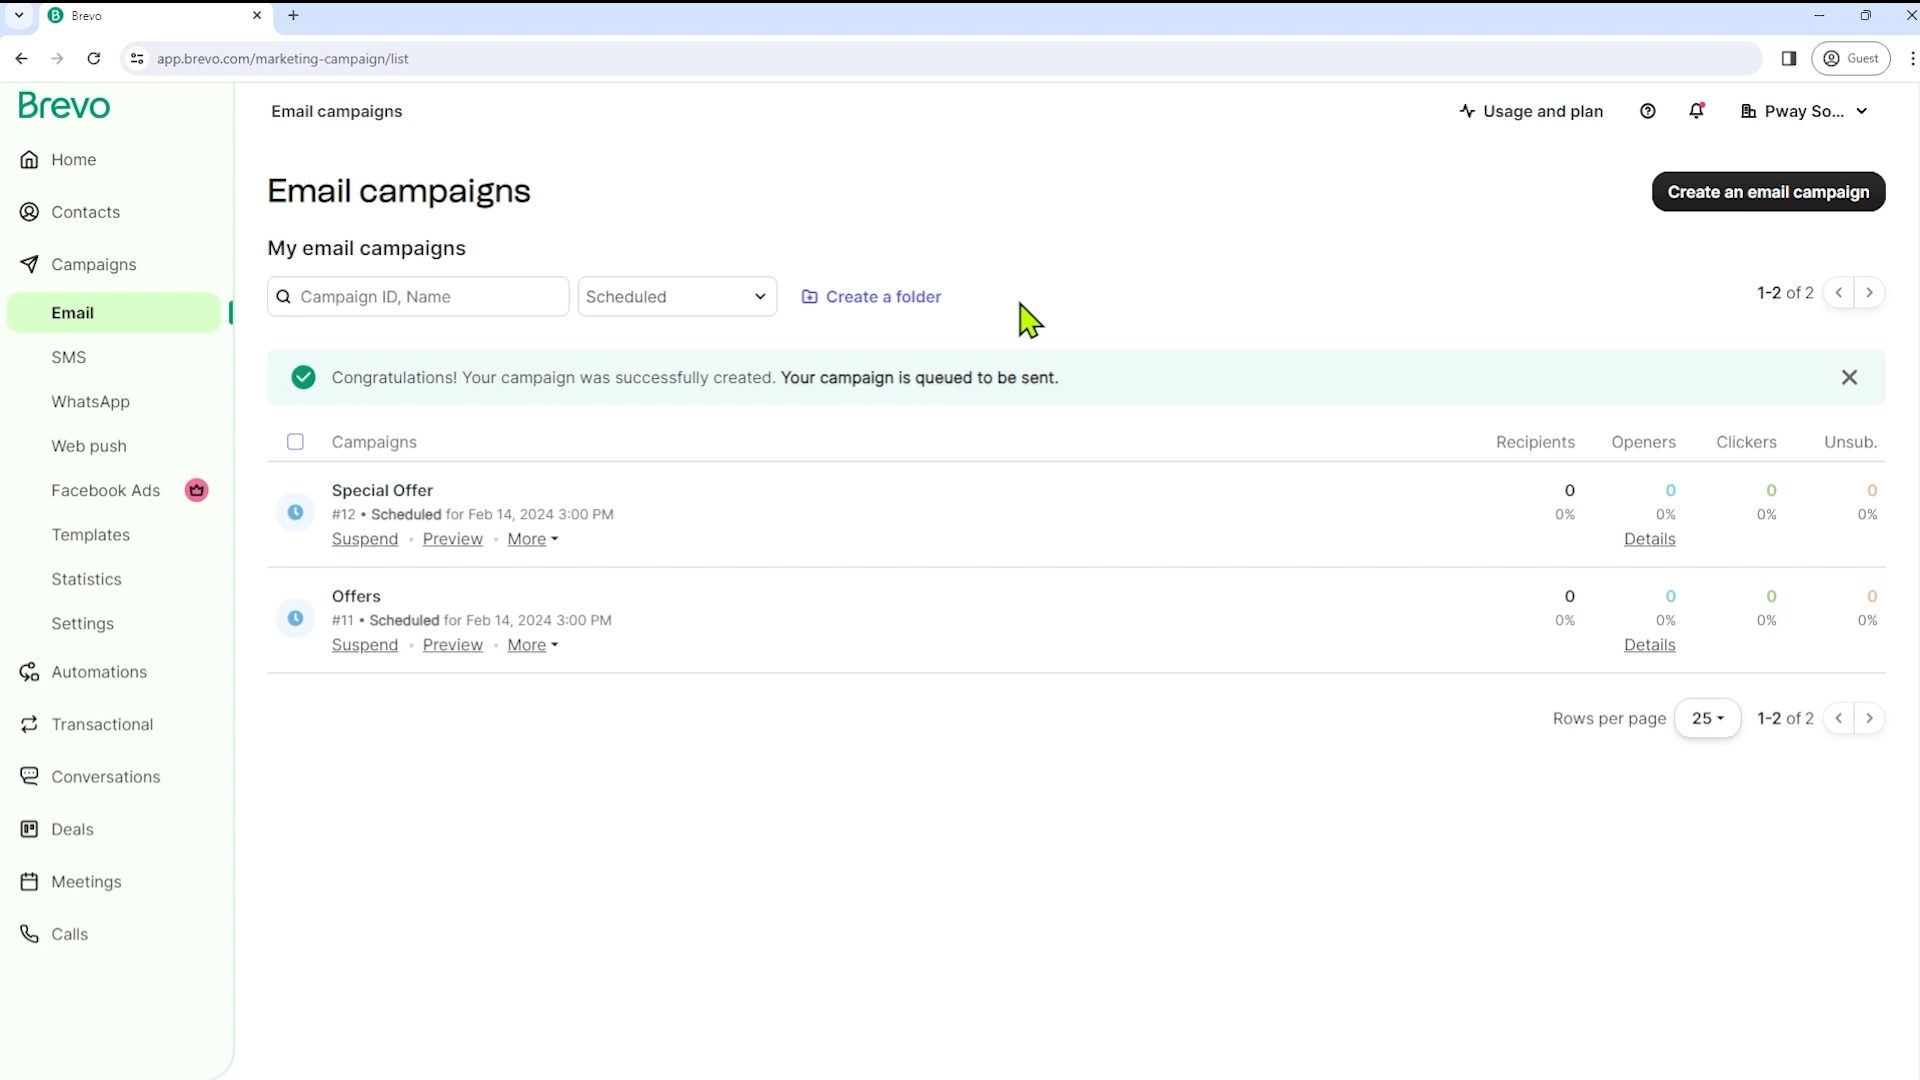 Brevo
app.brevo.com/marketing-campaign/list
Guest
Brevo
Home
Contacts
Campaigns
Email
SMS
WhatsApp
Web push
Facebook Ads
Templates
Statistics
Settings
Automations
Transactional
Conversations
Deals
Meetings
Calls
Email campaigns
Usage and plan
Pway So...
Email campaigns
Create an email campaign
My email campaigns
Campaign ID, Name
Scheduled
Create a folder
1-2 of 2
Congratulations! Your campaign was successfully created. Your campaign is queued to be sent.
Campaigns Recipients Openers Clickers Unsub.
Special Offer 0 0 0 0
#12 • Scheduled for Feb 14, 2024 3:00 PM 0% 0% 0% 0%
Suspend • Preview • More Details
Offers 0 0 0 0
#11 • Scheduled for Feb 14, 2024 3:00 PM 0% 0% 0% 0%
Suspend • Preview • More Details
Rows per page 25 1-2 of 2